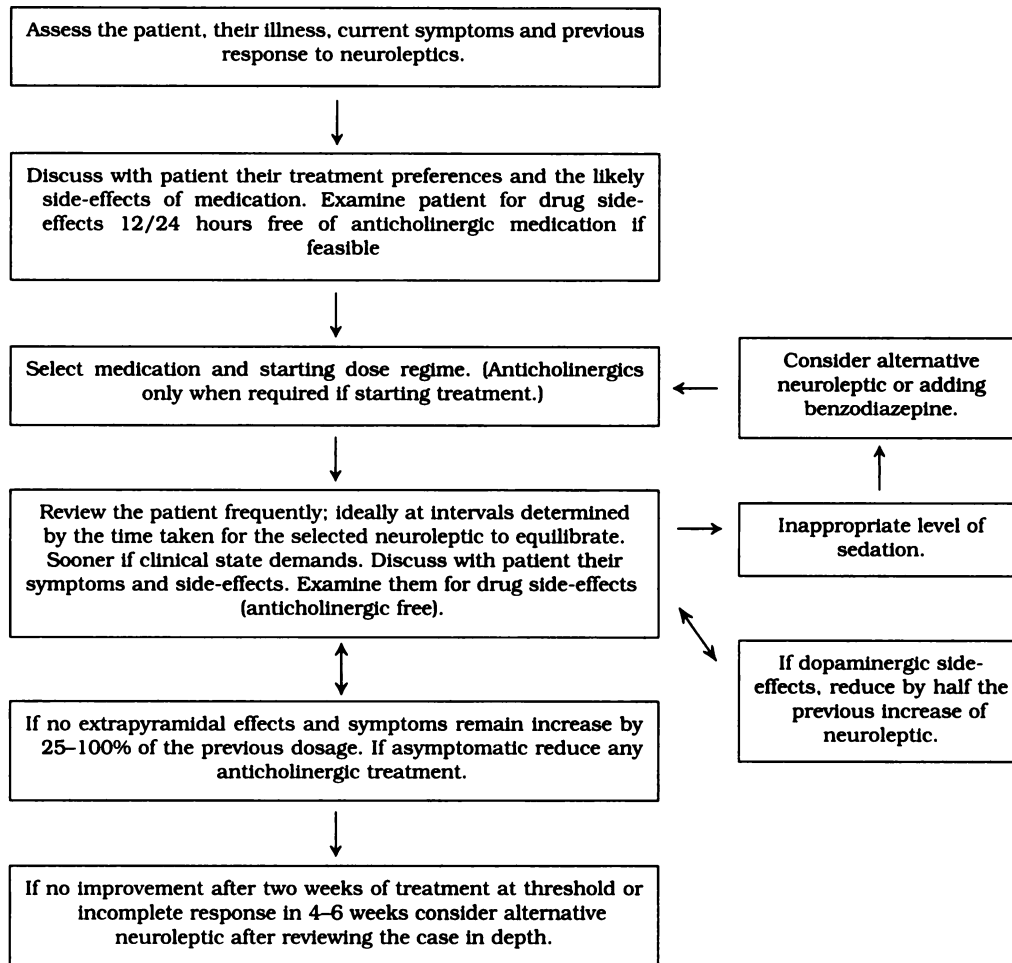 Assess the patient, their illness, current symptoms and previous
response to neuroleptics.
Discuss with patient their treatment preferences and the likely
side-effects of medication. Examine patient for drug side-
effects 12/24 hours free of anticholinergic medication if
feasible
Select medication and starting dose regime. (Anticholinergics
only when required if starting treatment.)
Consider alternative
neuroleptic or adding
benzodiazepine.
Review the patient frequently; ideally at intervals determined
by the time taken for the selected neuroleptic to equilibrate.
Sooner if clinical state demands. Discuss with patient their
symptoms and side-effects. Examine them for drug side-effects
(anticholinergic free).
Inappropriate level of
sedation.
If dopaminergic side-
effects, reduce by half the
previous increase of
neuroleptic.
If no extrapyramidal effects and symptoms remain increase by
25–100% of the previous dosage. If asymptomatic reduce any
anticholinergic treatment.
If no improvement after two weeks of treatment at threshold or
incomplete response in 4–6 weeks consider alternative
neuroleptic after reviewing the case in depth.